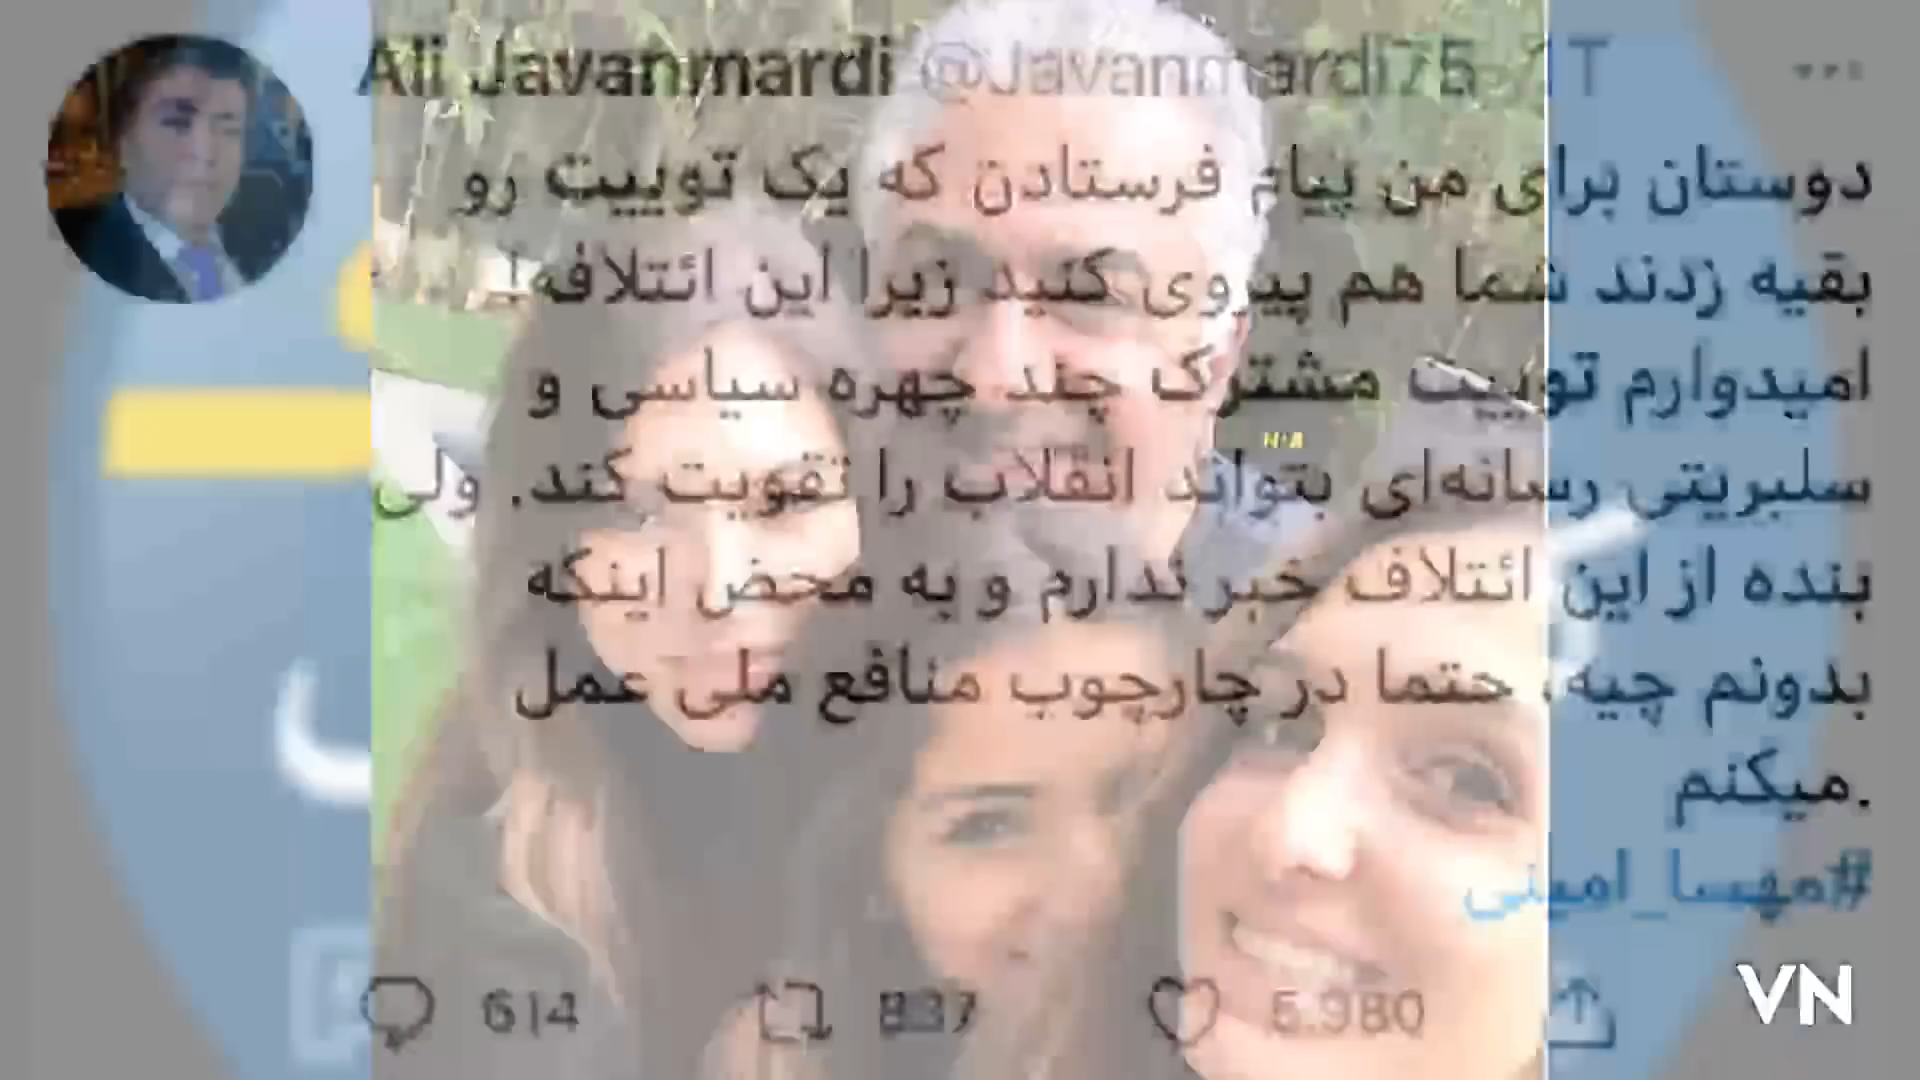 Ali Javanmardi @Javanmardi75
دوستان برای من پیام فرستادن که یک توییت رو
بقیه زدند شما هم پیروی کنید زیرا این ائتلافه!
امیدوارم توییت مشترک چند چهره سیاسی و
سلبریتی رسانه‌ای بتواند انقلاب را تقویت کند. ولی
بنده از این ائتلاف خبر ندارم و به محض اینکه
بدونم چیه، حتما در چارچوب منافع ملی عمل
میکنم.
#مهسا_امینی
614 837 5.980
VN